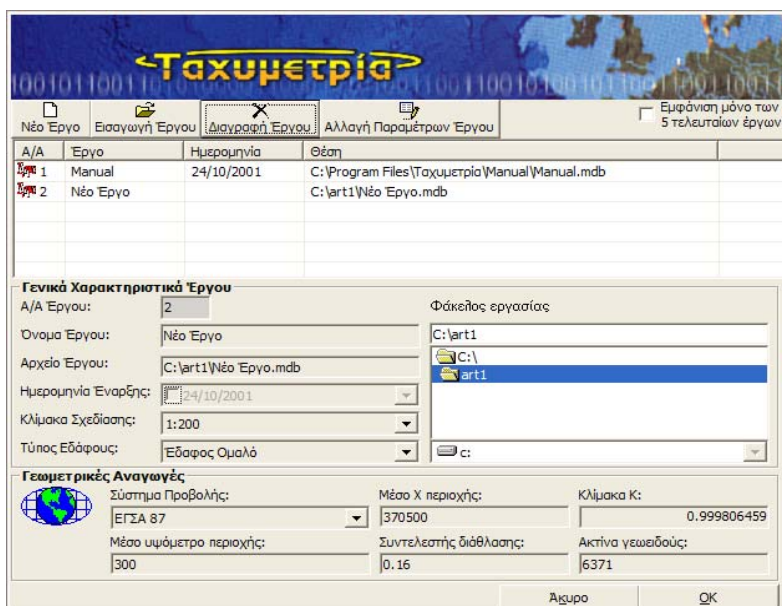 Ταχυμετρία
Νέο Έργο Εισαγωγή Έργου Διαγραφή Έργου Αλλαγή Παραμέτρων Έργου
Εμφάνιση μόνο των
5 τελευταίων έργων
Α/Α Έργο Ημερομηνία Θέση
1 Manual 24/10/2001 C:\Program Files\Ταχυμετρία\Manual\Manual.mdb
2 Νέο Έργο C:\art1\Νέο Έργο.mdb
Γενικά Χαρακτηριστικά Έργου
Α/Α Έργου: 2 Φάκελος εργασίας
Όνομα Έργου: Νέο Έργο C:\art1
Αρχείο Έργου: C:\art1\Νέο Έργο.mdb C:\
art1
Ημερομηνία Έναρξης: 24/10/2001
Κλίμακα Σχεδίασης: 1:200
Τύπος Εδάφους: Έδαφος Ομαλό c:
Γεωμετρικές Αναγωγές
Σύστημα Προβολής: Μέσο Χ περιοχής: Κλίμακα Κ:
ΕΓΣΑ 87 370500 0.999806459
Μέσο υψόμετρο περιοχής: Συντελεστής διάθλασης: Ακτίνα γεωειδούς:
300 0.16 6371
Άκυρο OK